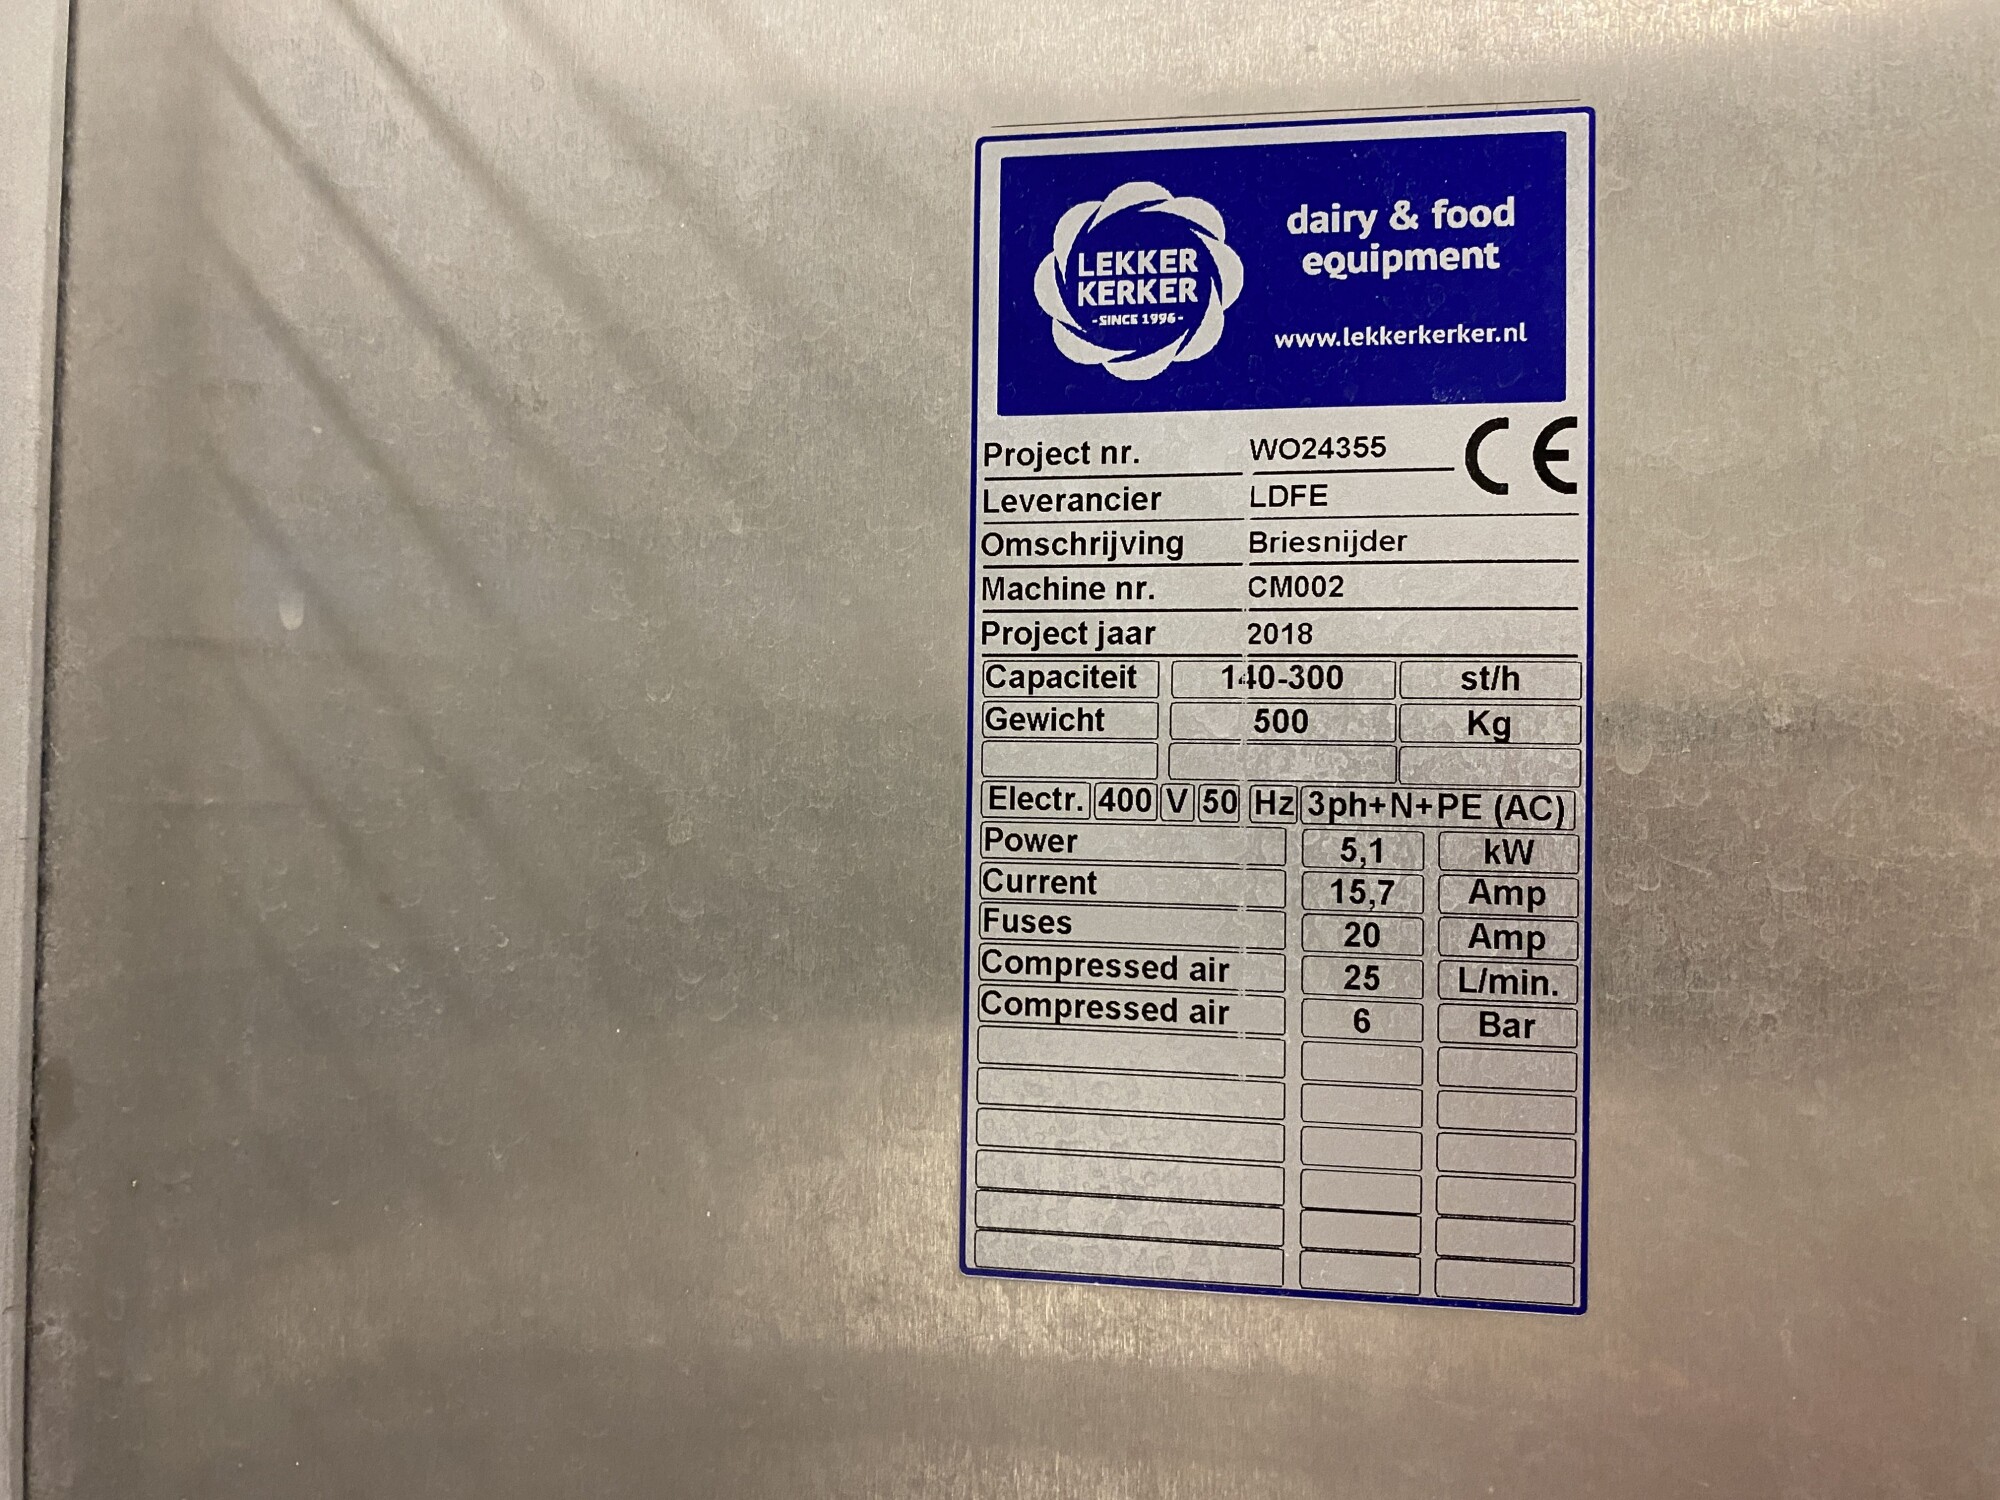 LEKKER
KERKER
-SINCE 1996-
dairy & food
equipment
www.lekkerkerker.nl
CE
Project nr. WO24355
Leverancier LDFE
Omschrijving Briesnijder
Machine nr. CM002
Project jaar 2018
Capaciteit 140-300 st/h
Gewicht 500 Kg
Electr. 400 V 50 Hz 3ph+N+PE (AC)
Power 5,1 kW
Current 15,7 Amp
Fuses 20 Amp
Compressed air 25 L/min.
Compressed air 6 Bar